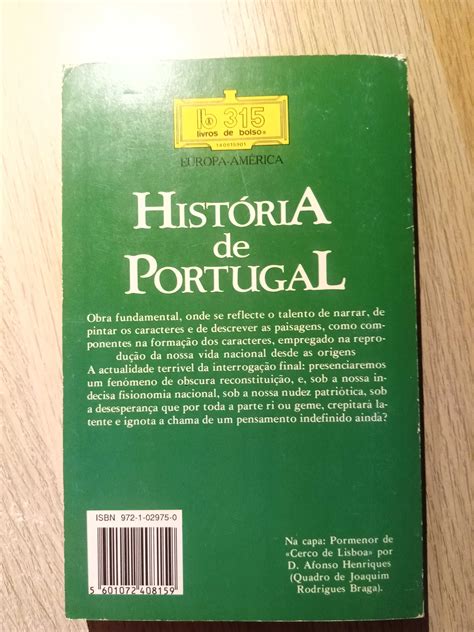 lb 315
livros de bolso
EUROPA-AMÉRICA
HISTÓRIA
de
PORTUGAL
Obra fundamental, onde se reflecte o talento de narrar, de
pintar os caracteres e de descrever as paisagens, como com-
ponentes na formação dos caracteres, empregado na repro-
dução da nossa vida nacional desde as origens
A actualidade terrível da interrogação final: presenciaremos
um fenómeno de obscura reconstituição, e, sob a nossa in-
decisa fisionomia nacional, sob a nossa nudez patriótica, sob
a desesperança que por toda a parte ri ou geme, crepitará la-
tente e ignota a chama de um pensamento indefinido ainda?
ISBN 972-1-02975-0
5 601072 408159
Na capa: Pormenor de
«Cerco de Lisboa» por
D. Afonso Henriques
(Quadro de Joaquim
Rodrigues Braga).